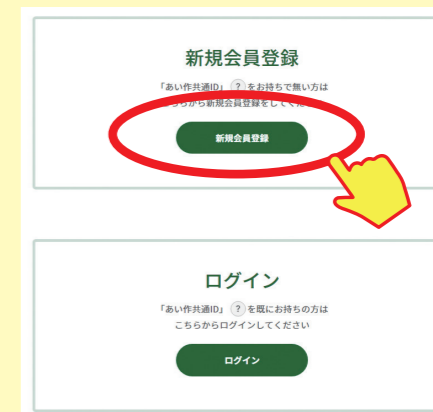 新規会員登録
「あい作共通ID」 ? をお持ちで無い方は
ちらから新規会員登録をしてく
新規会員登録
ログイン
「あい作共通ID」 ? を既にお持ちの方は
こちらからログインしてください
ログイン